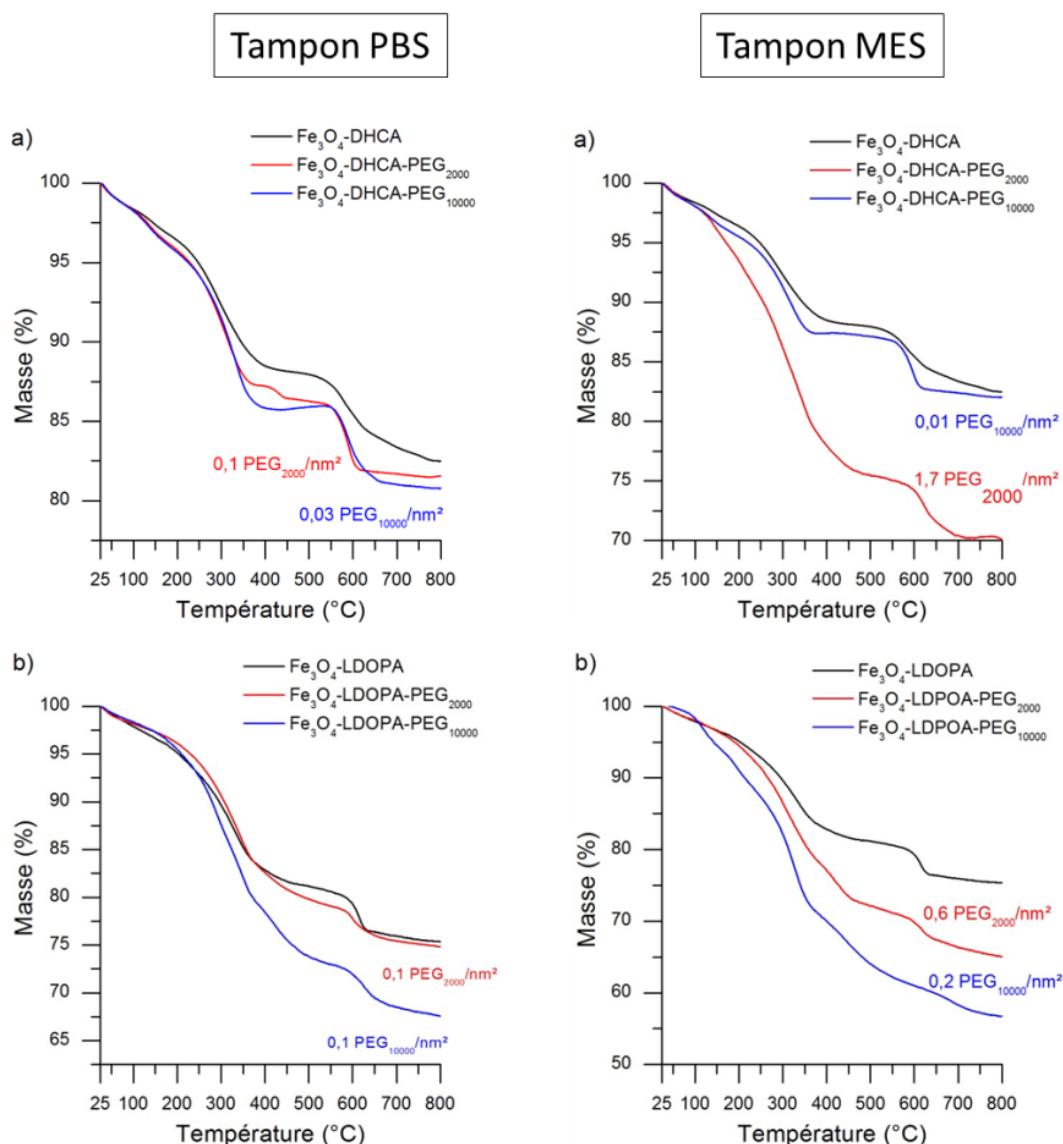 Tampon PBS
Tampon MES
a)
Fe₃O₄-DHCA
Fe₃O₄-DHCA-PEG₂₀₀₀
Fe₃O₄-DHCA-PEG₁₀₀₀₀
100
95
90
85
80
Masse (%)
0,1 PEG₂₀₀₀/nm²
0,03 PEG₁₀₀₀₀/nm²
25 100 200 300 400 500 600 700 800
Température (°C)
a)
Fe₃O₄-DHCA
Fe₃O₄-DHCA-PEG₂₀₀₀
Fe₃O₄-DHCA-PEG₁₀₀₀₀
100
95
90
85
80
75
70
Masse (%)
0,01 PEG₁₀₀₀₀/nm²
1,7 PEG₂₀₀₀/nm²
25 100 200 300 400 500 600 700 800
Température (°C)
b)
Fe₃O₄-LDOPA
Fe₃O₄-LDOPA-PEG₂₀₀₀
Fe₃O₄-LDOPA-PEG₁₀₀₀₀
100
95
90
85
80
75
70
65
Masse (%)
0,1 PEG₂₀₀₀/nm²
0,1 PEG₁₀₀₀₀/nm²
25 100 200 300 400 500 600 700 800
Température (°C)
b)
Fe₃O₄-LDOPA
Fe₃O₄-LDPOA-PEG₂₀₀₀
Fe₃O₄-LDPOA-PEG₁₀₀₀₀
100
90
80
70
60
50
Masse (%)
0,6 PEG₂₀₀₀/nm²
0,2 PEG₁₀₀₀₀/nm²
25 100 200 300 400 500 600 700 800
Température (°C)